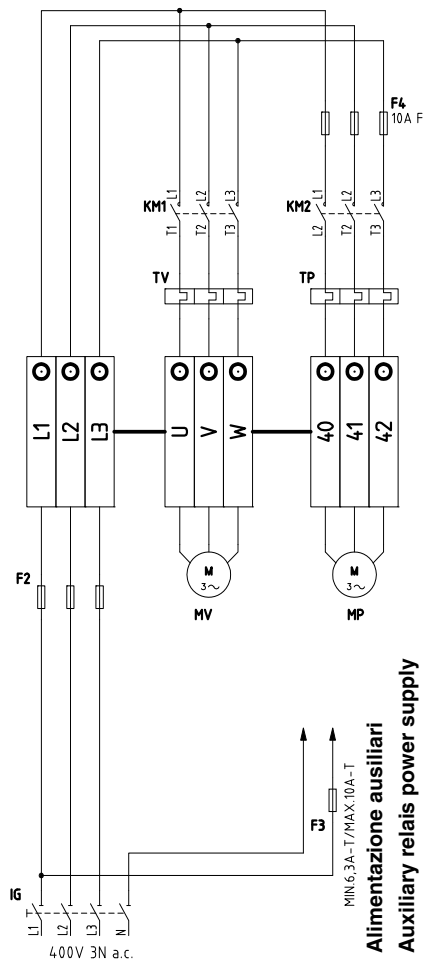 F4
10A F
L1 L2 L3
KM1
T1 T2 T3
L1 L2 L3
KM2
L2 T2 T3
TV
TP
L1 L2 L3
U V W
40 41 42
F2
M
3~
MV
M
3~
MP
F3
MIN.6,3A-T/MAX.10A-T
Alimentazione ausiliari
Auxiliary relais power supply
IG
L1 L2 L3 N
400V 3N a.c.